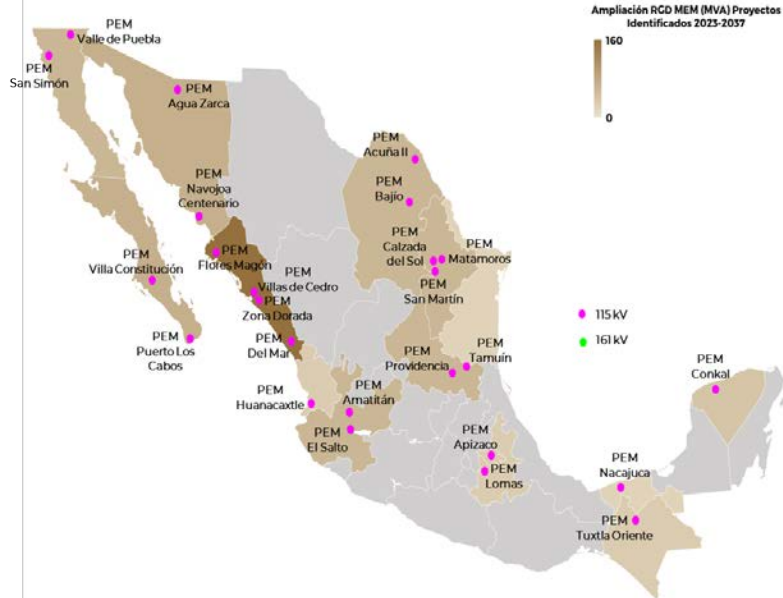 Ampliación RGD MEM (MVA) Proyectos
Identificados 2023-2037
160
0
PEM
Valle de Puebla
PEM
San Simón
PEM
Agua Zarca
PEM
Acuña II
PEM
Navojoa
Centenario
PEM
Bajío
PEM
Calzada
del Sol
PEM
Matamoros
PEM
Flores Magón
PEM
Villa Constitución
PEM
Villas de Cedro
PEM
San Martín
PEM
Zona Dorada
115 kV
161 kV
PEM
Puerto Los
Cabos
PEM
Del Mar
PEM
Providencia
PEM
Tamuín
PEM
Conkal
PEM
Huanacaxtle
PEM
Amatitán
PEM
El Salto
PEM
Apizaco
PEM
Lomas
PEM
Nacajuca
PEM
Tuxtla Oriente